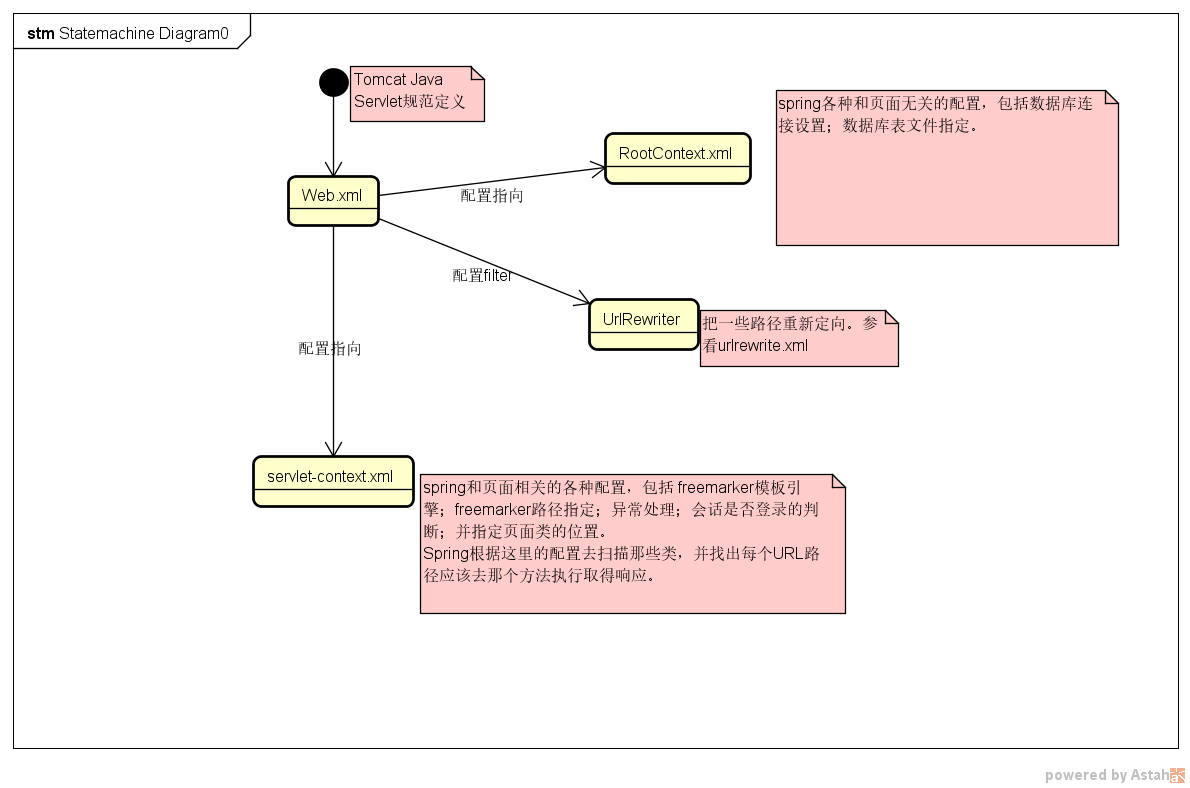 stm Statemachine Diagram0
Tomcat Java
Servlet规范定义
spring各种和页面无关的配置，包括数据库连
接设置；数据库表文件指定。
RootContext.xml
Web.xml
配置指向
配置filter
UrlRewriter
把一些路径重新定向。参
看urlrewrite.xml
配置指向
servlet-context.xml
spring和页面相关的各种配置，包括 freemarker模板引
擎；freemarker路径指定；异常处理；会话是否登录的判
断；并指定页面类的位置。
Spring根据这里的配置去扫描那些类，并找出每个URL路
径应该去那个方法执行取得响应。
powered by Astah